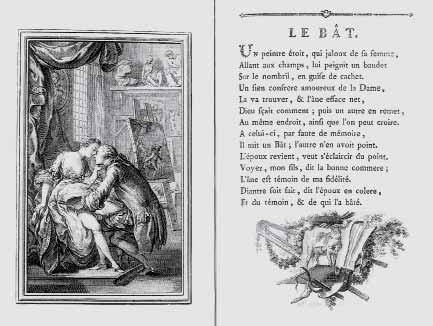 LE BÂT.
Un peintre étoit, qui jaloux de sa femme,
Allant aux champs, lui peignit un baudet
Sur le nombril, en guise de cachet.
Un sien confrere amoureux de la Dame,
La va trouver, & l'âne efface net,
Dieu sçait comment; puis un autre en remet,
Au même endroit, ainsi que l'on peut croire.
A celui-ci, par faute de mémoire,
Il mit un Bât; l'autre n'en avoit point.
L'époux revient, veut s'éclaircir du point.
Voyez, mon fils, dit la bonne commere;
L'âne est témoin de ma fidélité.
Diantre soit fait, dit l'époux en colere,
Et du témoin, & de qui l'a bâté.